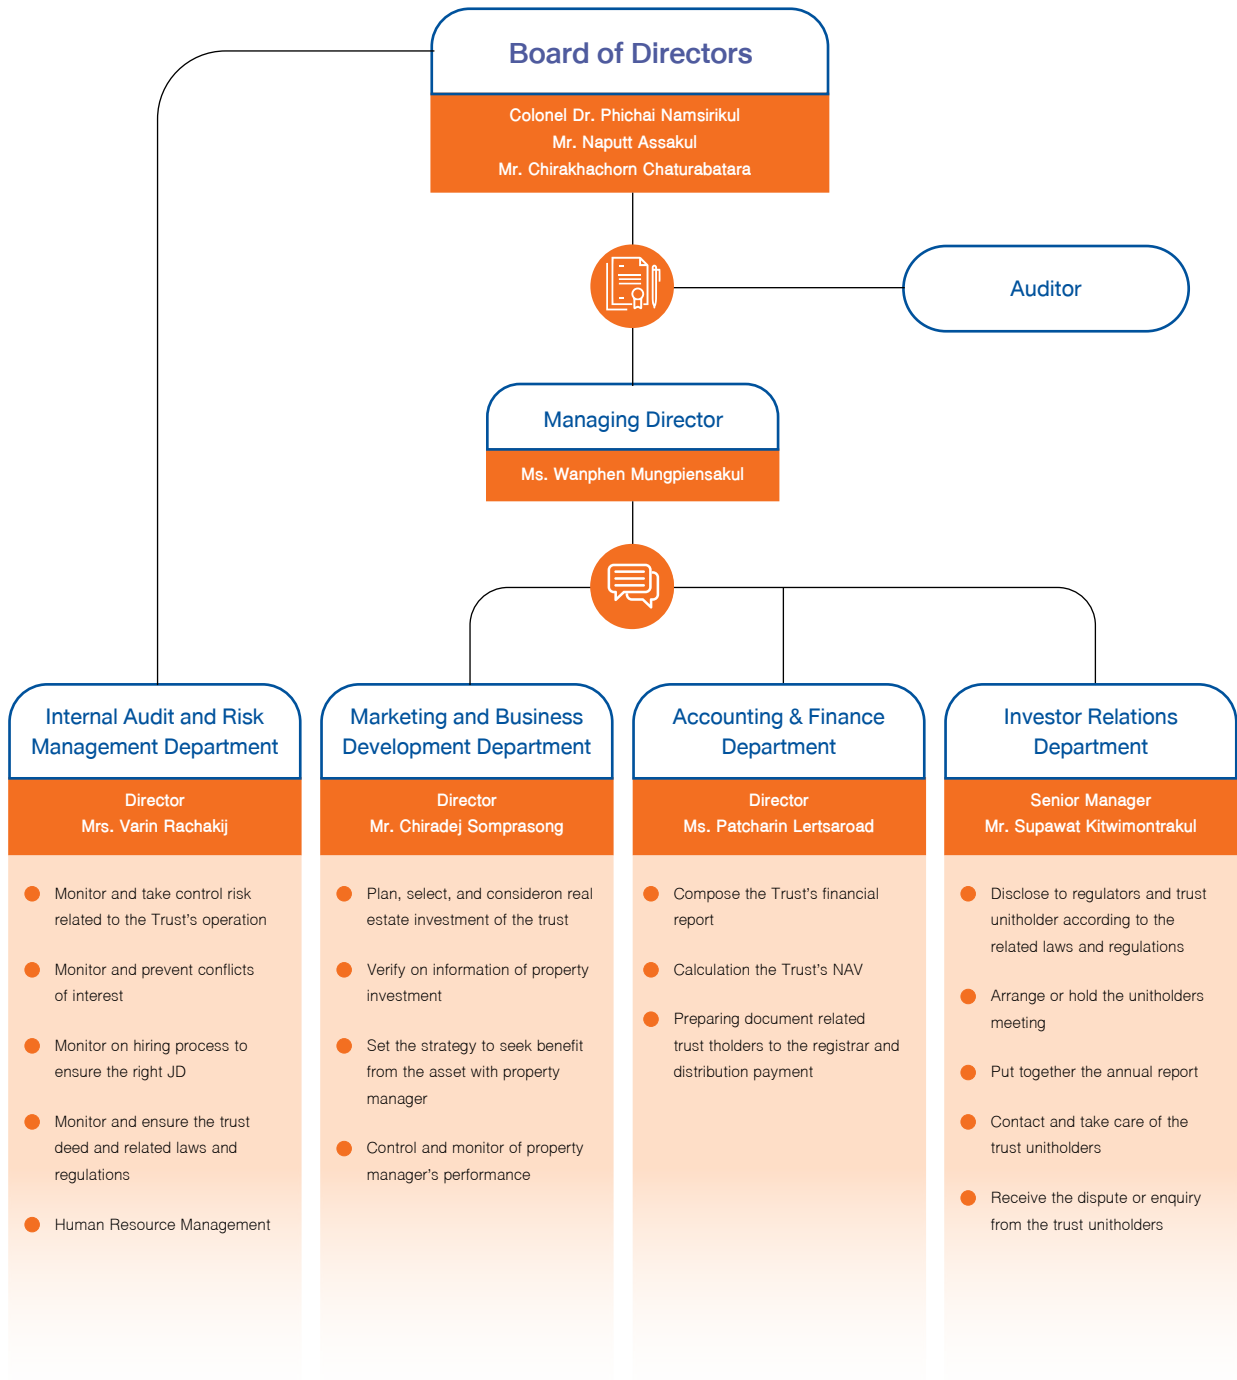 Board of Directors
Colonel Dr. Phichai Namsirikul
Mr. Naputt Assakul
Mr. Chirakhachorn Chaturabatara
Auditor
Managing Director
Ms. Wanphen Mungpiensakul
Internal Audit and Risk
Management Department
Director
Mrs. Varin Rachakij
Monitor and take control risk
related to the Trust's operation
Monitor and prevent conflicts
of interest
Monitor on hiring process to
ensure the right JD
Monitor and ensure the trust
deed and related laws and
regulations
Human Resource Management
Marketing and Business
Development Department
Director
Mr. Chiradej Somprasong
Plan, select, and consideron real
estate investment of the trust
Verify on information of property
investment
Set the strategy to seek benefit
from the asset with property
manager
Control and monitor of property
manager's performance
Accounting & Finance
Department
Director
Ms. Patcharin Lertsaroad
Compose the Trust's financial
report
Calculation the Trust's NAV
Preparing document related
trust tholders to the registrar and
distribution payment
Investor Relations
Department
Senior Manager
Mr. Supawat Kitwimontrakul
Disclose to regulators and trust
unitholder according to the
related laws and regulations
Arrange or hold the unitholders
meeting
Put together the annual report
Contact and take care of the
trust unitholders
Receive the dispute or enquiry
from the trust unitholders